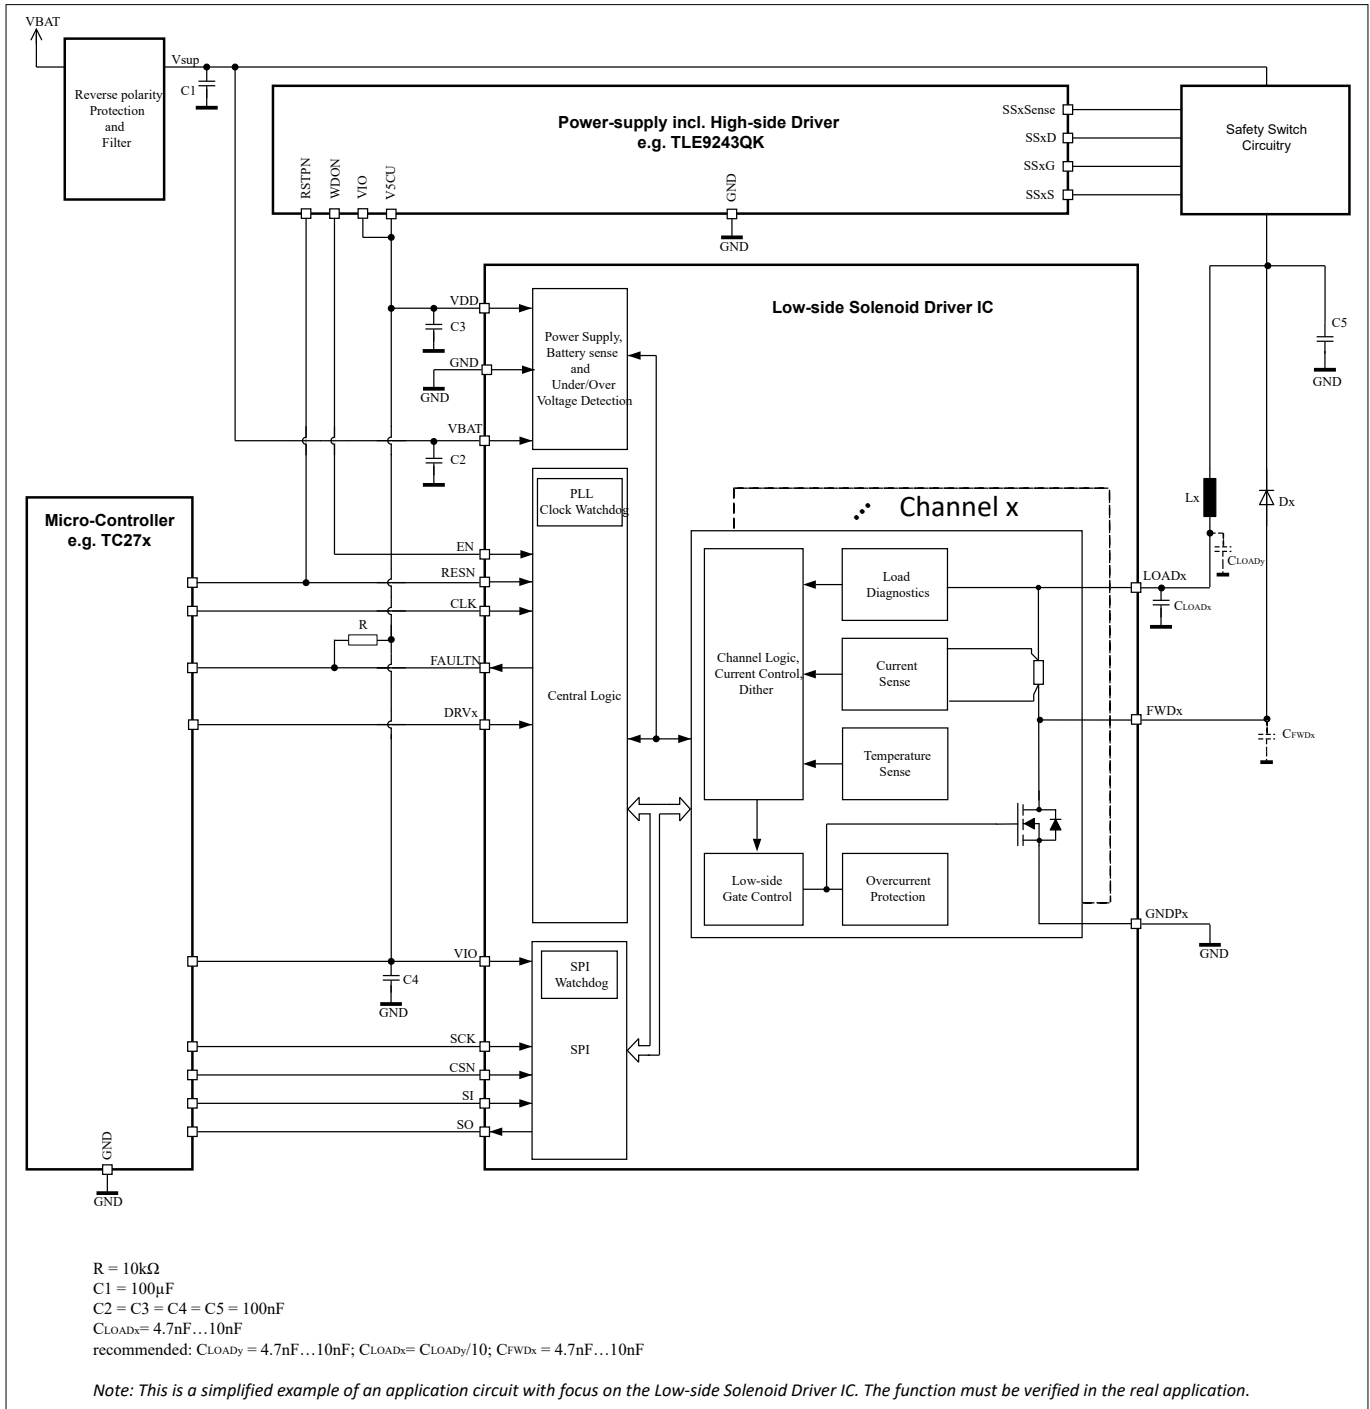 VBAT
Vsup
C1
Reverse polarity
Protection
and
Filter
Power-supply incl. High-side Driver
e.g. TLE9243QK
RSTPN
WDON
VIO
V5CU
GND
GND
SSxSense
SSxD
SSxG
SSxS
Safety Switch
Circuitry
Low-side Solenoid Driver IC
VDD
C3
GND
GND
VBAT
C2
Power Supply,
Battery sense
and
Under/Over
Voltage Detection
C5
GND
Lx
Dx
CLOADy
PLL
Clock Watchdog
Channel x
Micro-Controller
e.g. TC27x
EN
RESN
CLK
R
FAULTN
DRVx
Central Logic
Load
Diagnostics
Channel Logic,
Current Control,
Dither
Current
Sense
Temperature
Sense
Low-side
Gate Control
Overcurrent
Protection
LOADx
CLOADx
FWDx
CFWDx
GNDPx
GND
VIO
C4
GND
SPI
Watchdog
SPI
SCK
CSN
SI
SO
GND
GND
R = 10kΩ
C1 = 100µF
C2 = C3 = C4 = C5 = 100nF
CLOADx= 4.7nF…10nF
recommended: CLOADy = 4.7nF…10nF; CLOADx= CLOADy/10; CFWDx = 4.7nF…10nF
Note: This is a simplified example of an application circuit with focus on the Low-side Solenoid Driver IC. The function must be verified in the real application.